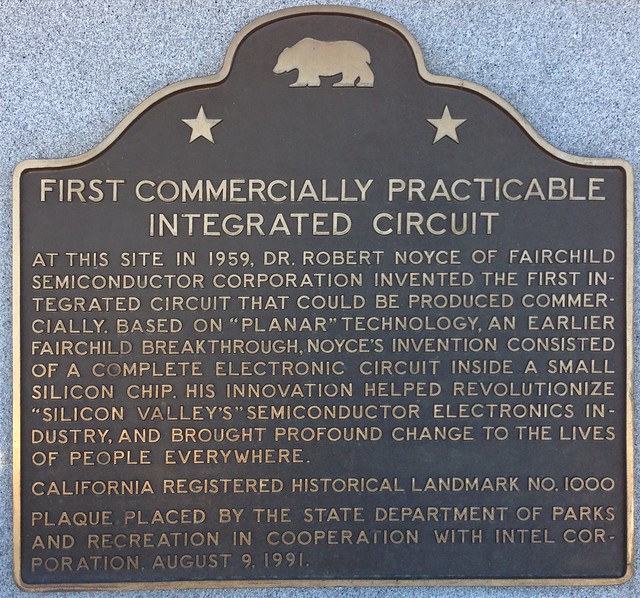 FIRST COMMERCIALLY PRACTICABLE
INTEGRATED CIRCUIT
AT THIS SITE IN 1959, DR. ROBERT NOYCE OF FAIRCHILD
SEMICONDUCTOR CORPORATION INVENTED THE FIRST IN-
TEGRATED CIRCUIT THAT COULD BE PRODUCED COMMER-
CIALLY. BASED ON "PLANAR" TECHNOLOGY, AN EARLIER
FAIRCHILD BREAKTHROUGH, NOYCE'S INVENTION CONSISTED
OF A COMPLETE ELECTRONIC CIRCUIT INSIDE A SMALL
SILICON CHIP. HIS INNOVATION HELPED REVOLUTIONIZE
"SILICON VALLEY'S" SEMICONDUCTOR ELECTRONICS IN-
DUSTRY, AND BROUGHT PROFOUND CHANGE TO THE LIVES
OF PEOPLE EVERYWHERE.
CALIFORNIA REGISTERED HISTORICAL LANDMARK NO. 1000
PLAQUE PLACED BY THE STATE DEPARTMENT OF PARKS
AND RECREATION IN COOPERATION WITH INTEL COR-
PORATION, AUGUST 9, 1991.